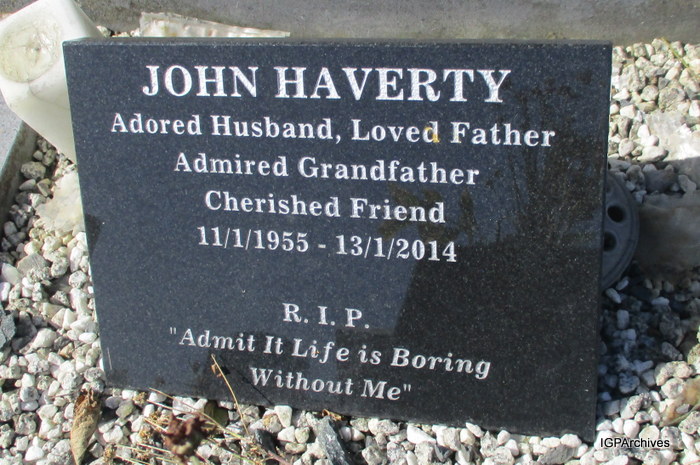 JOHN HAVERTY
Adored Husband, Loved Father
Admired Grandfather
Cherished Friend
11/1/1955 - 13/1/2014
R. I. P.
"Admit It Life is Boring
Without Me"
IGPArchives